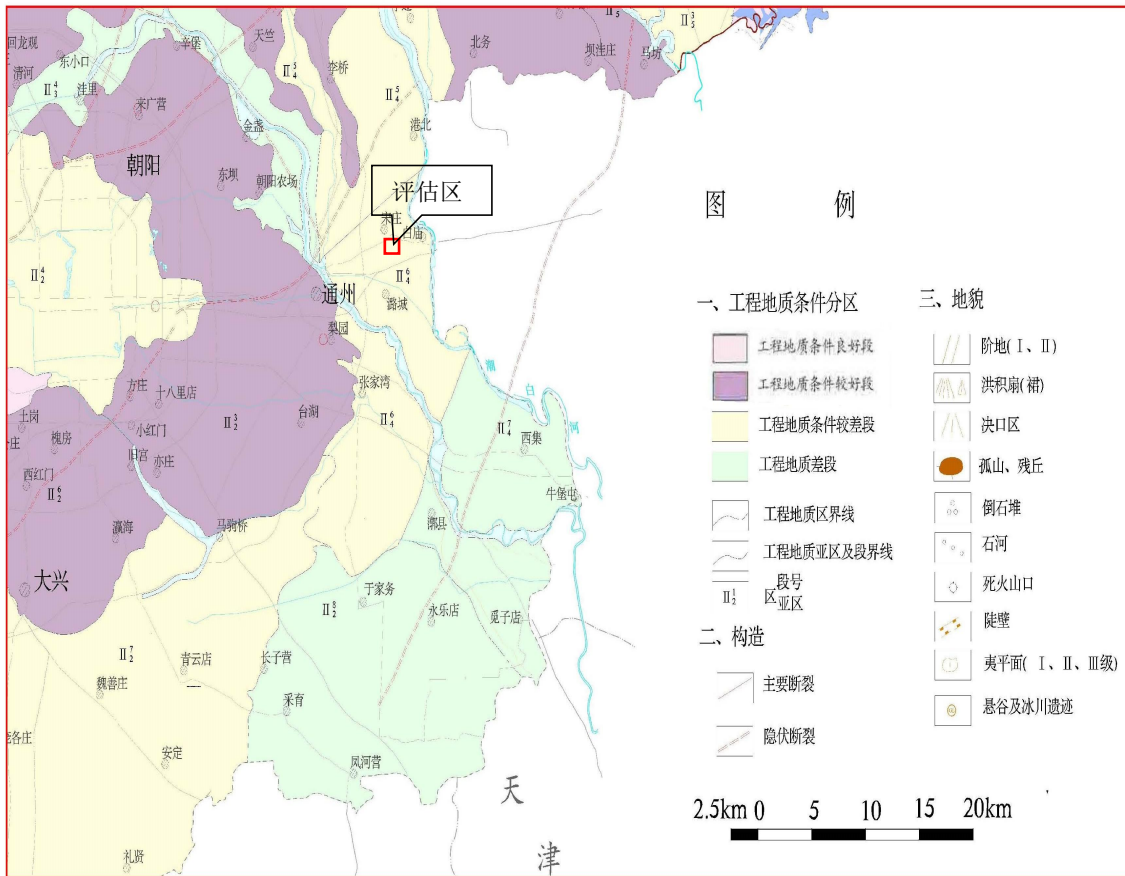 北务
坝洼庄
马坊
Ⅱ
回龙观
东小口
清河
洼里
辛堡
天竺
李桥
来广营
金盏
港北
朝阳
东坝
朝阳农场
评估区
宋庄
白庙
通州
潞城
梨园
张家湾
方庄
十八里店
台湖
小红门
旧宫
亦庄
土岗
槐房
西红门
瀛海
马驹桥
大兴
潮
白
河
西集
牛堡屯
漷县
于家务
永乐店
觅子店
青云店
长子营
魏善庄
采育
安定
凤河营
礼贤
天
津
图 例
一、工程地质条件分区
工程地质条件良好段
工程地质条件较好段
工程地质条件较差段
工程地质差段
工程地质区界线
工程地质亚区及段界线
段号
Ⅱ½ 区亚区
二、构造
主要断裂
隐伏断裂
三、地貌
阶地(Ⅰ、Ⅱ)
洪积扇(裙)
决口区
孤山、残丘
倒石堆
石河
死火山口
陡壁
夷平面(Ⅰ、Ⅱ、Ⅲ级)
悬谷及冰川遗迹
2.5km 0 5 10 15 20km